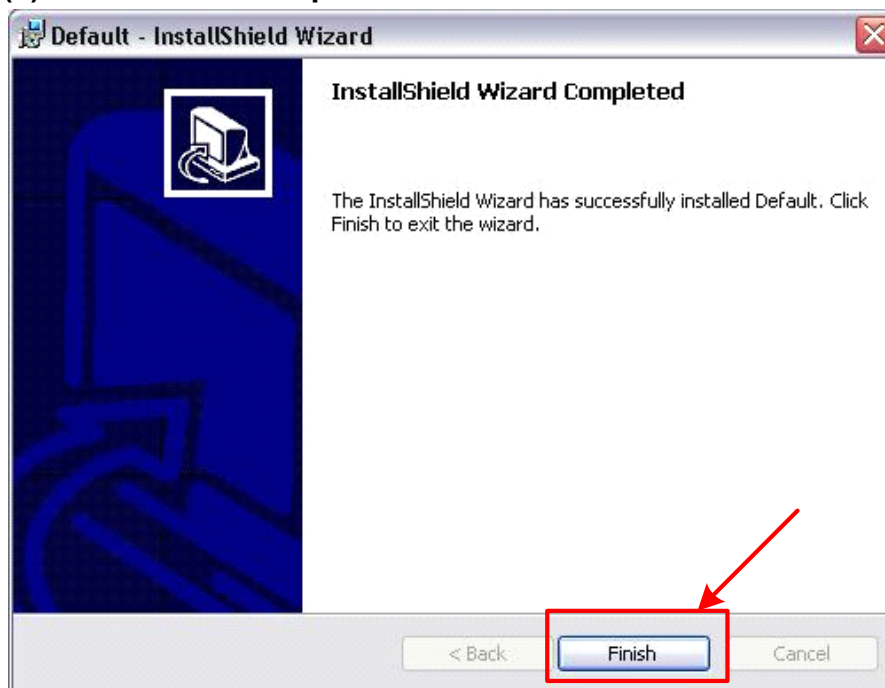 Default - InstallShield Wizard
InstallShield Wizard Completed
The InstallShield Wizard has successfully installed Default. Click
Finish to exit the wizard.
< Back
Finish
Cancel